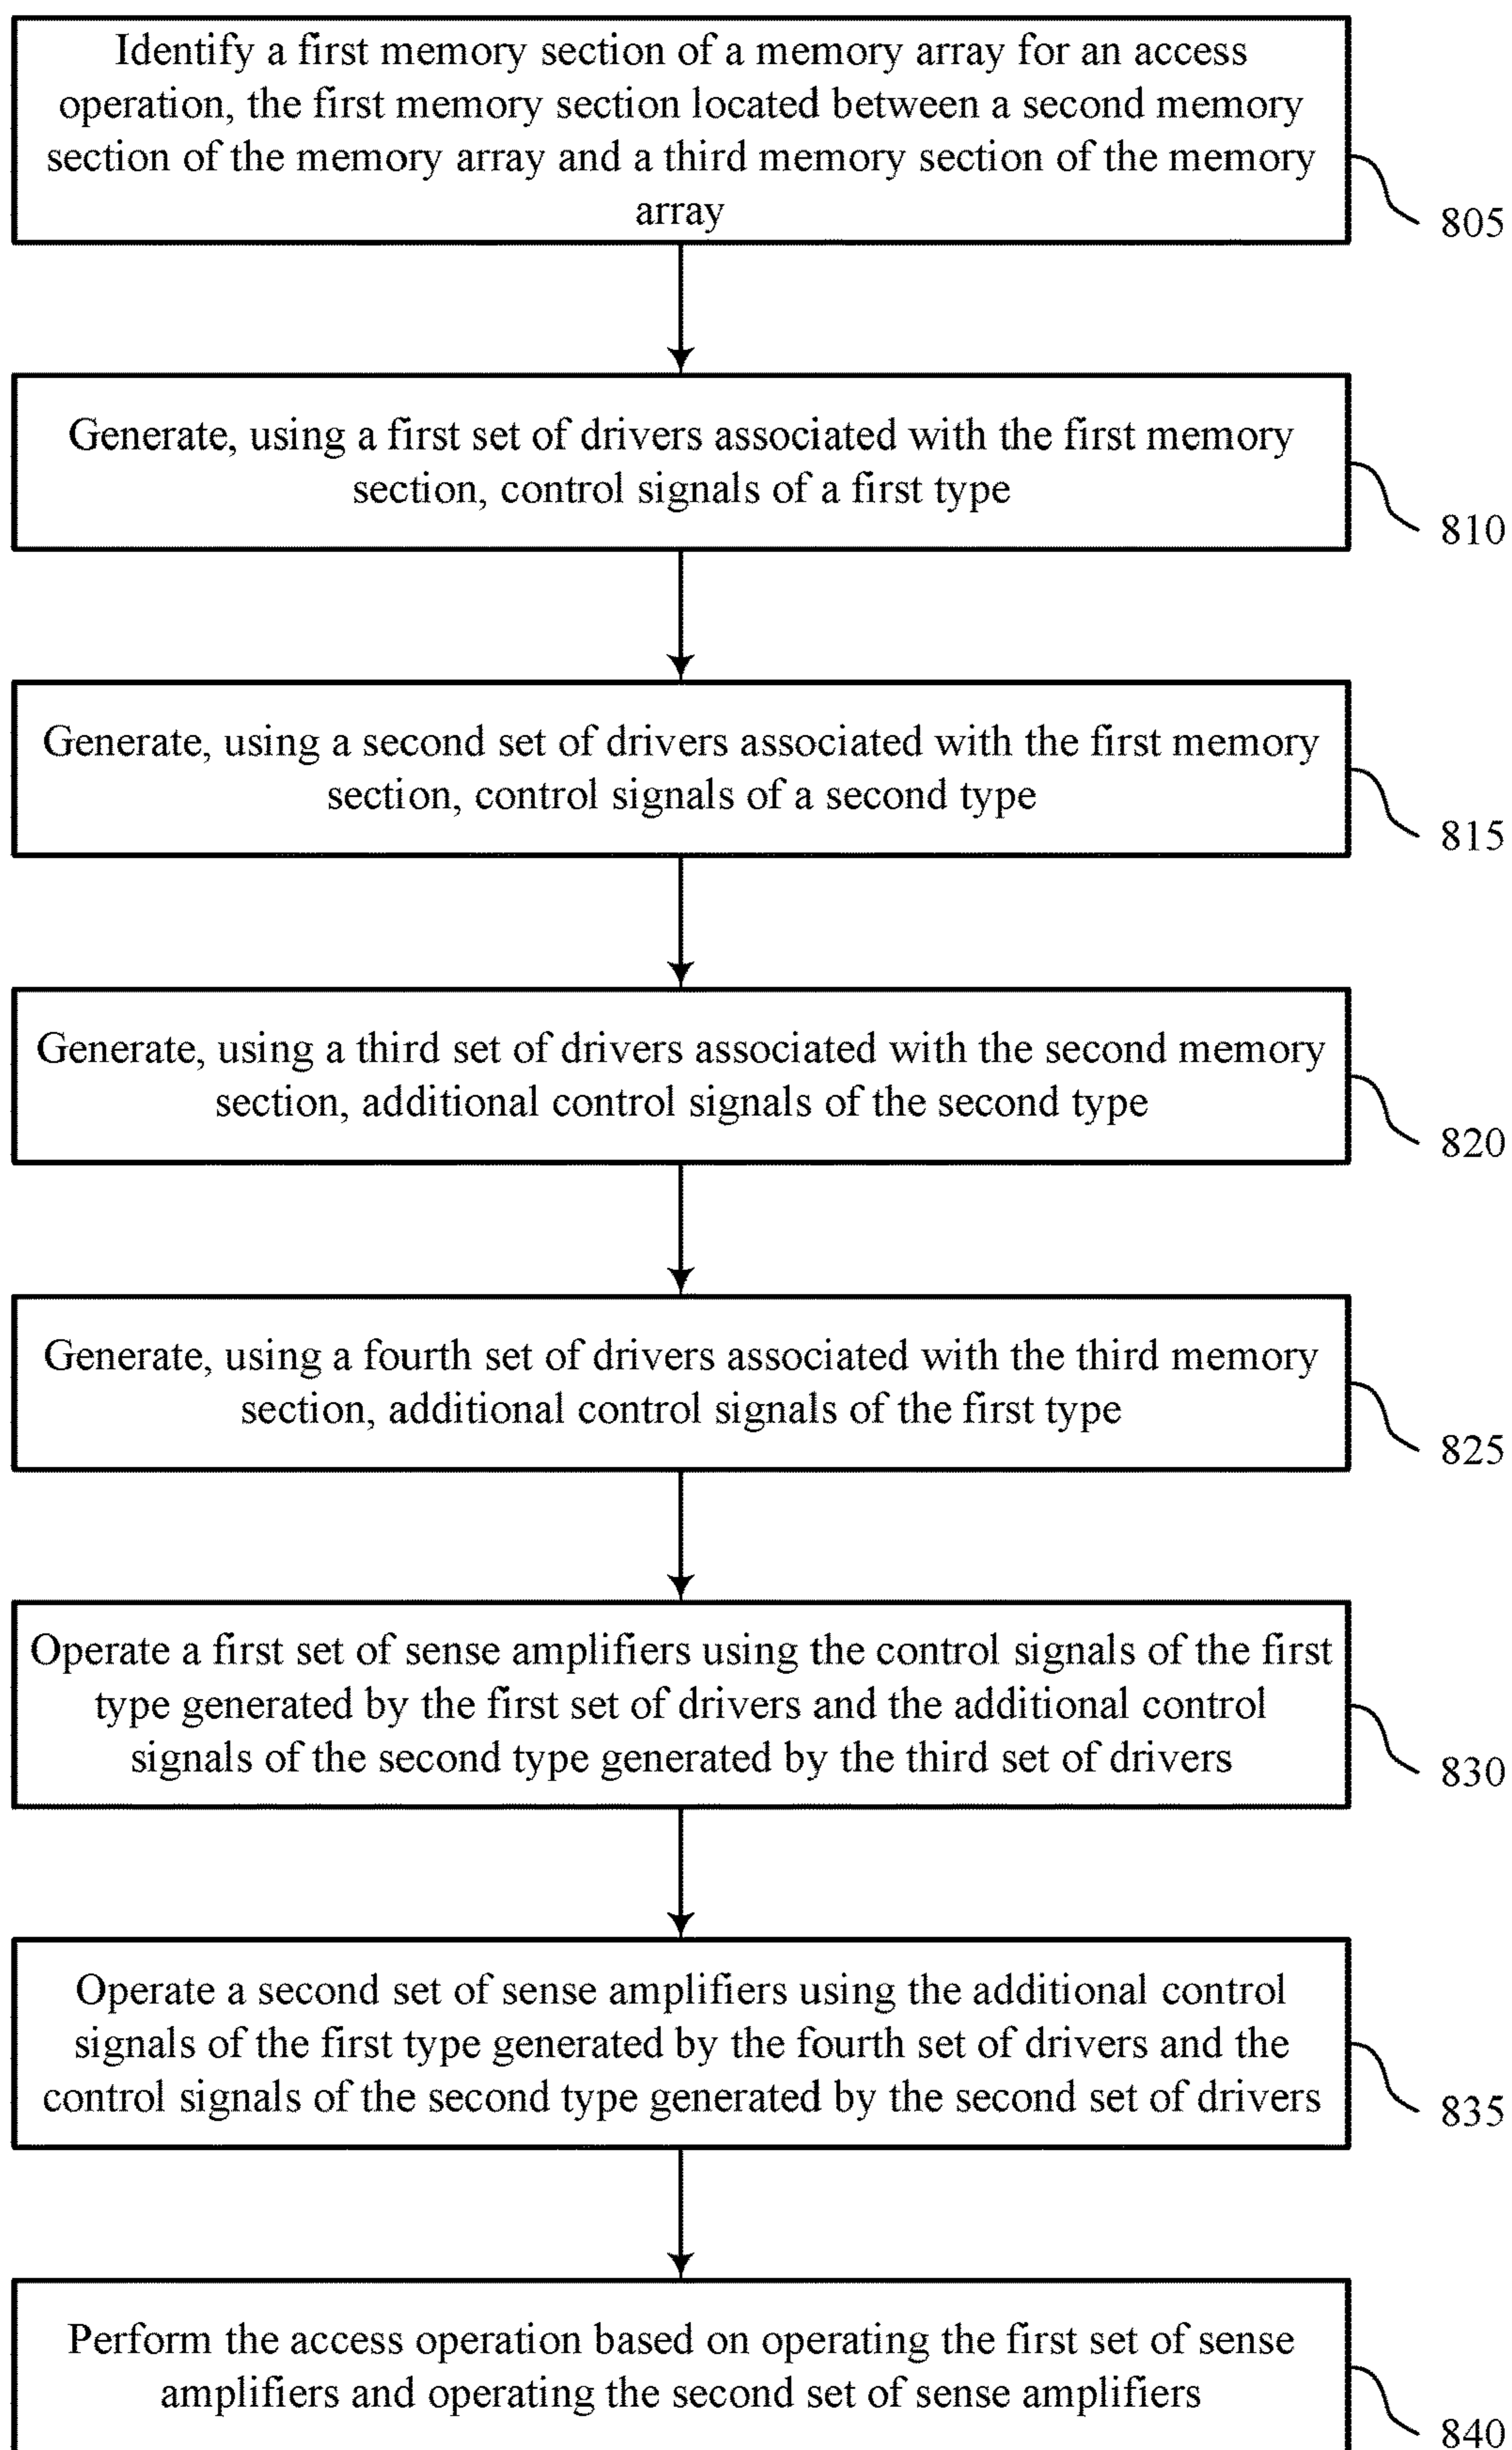 Identify a first memory section of a memory array for an access
operation, the first memory section located between a second memory
section of the memory array and a third memory section of the memory
array
805
Generate, using a first set of drivers associated with the first memory
section, control signals of a first type
810
Generate, using a second set of drivers associated with the first memory
section, control signals of a second type
815
Generate, using a third set of drivers associated with the second memory
section, additional control signals of the second type
820
Generate, using a fourth set of drivers associated with the third memory
section, additional control signals of the first type
825
Operate a first set of sense amplifiers using the control signals of the first
type generated by the first set of drivers and the additional control
signals of the second type generated by the third set of drivers
830
Operate a second set of sense amplifiers using the additional control
signals of the first type generated by the fourth set of drivers and the
control signals of the second type generated by the second set of drivers
835
Perform the access operation based on operating the first set of sense
amplifiers and operating the second set of sense amplifiers
840